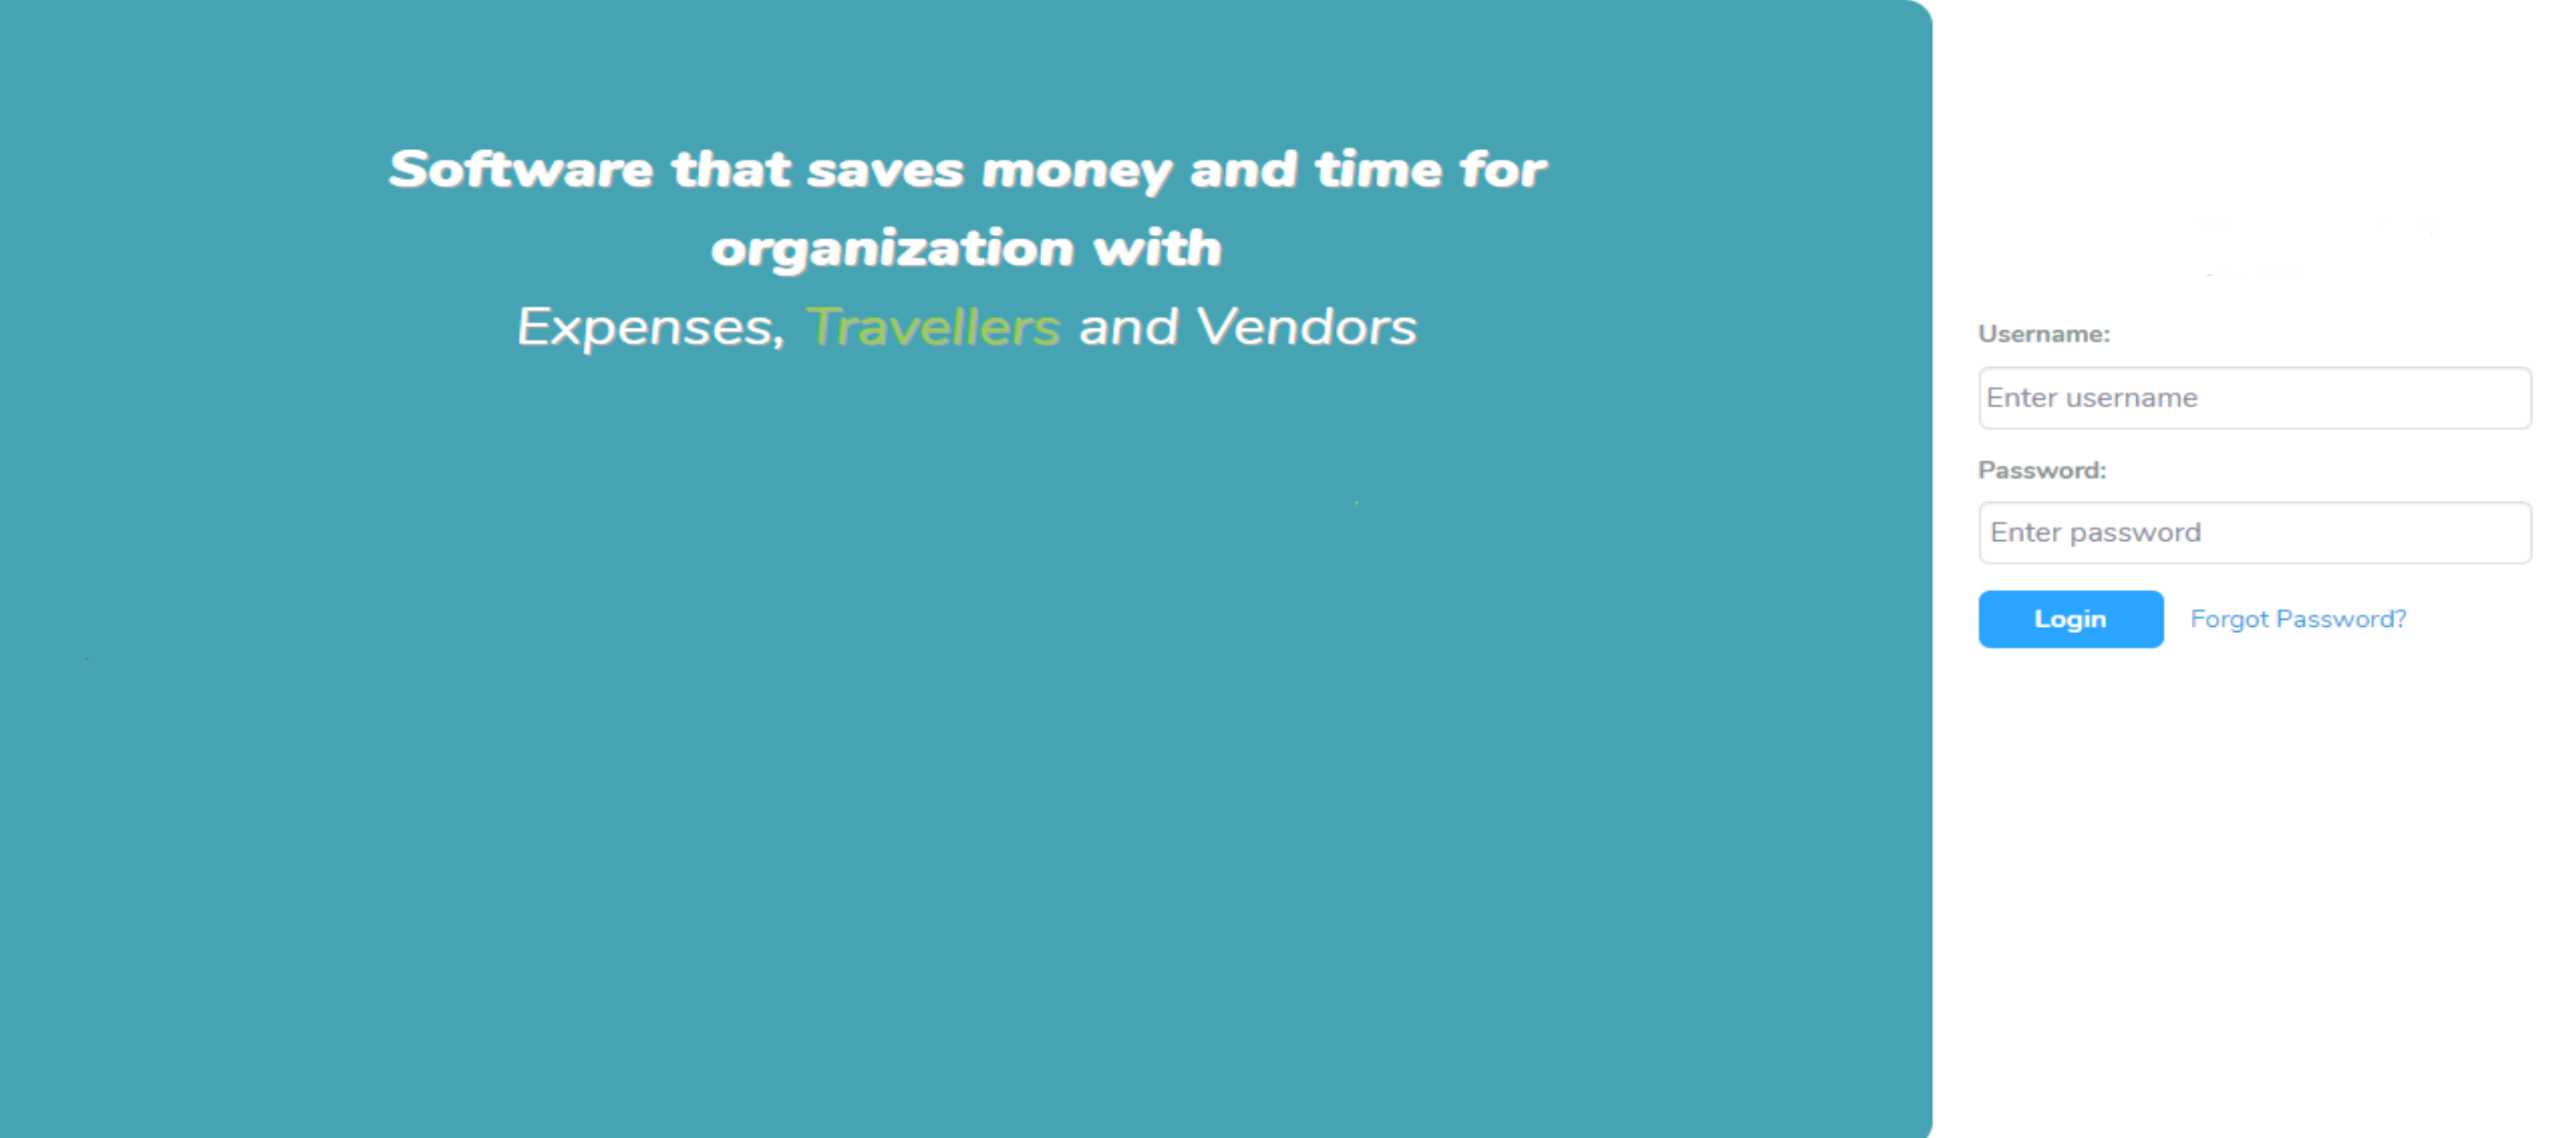 Software that saves money and time for
organization with
Expenses, Travellers and Vendors
Username:
Enter username
Password:
Enter password
Login Forgot Password?